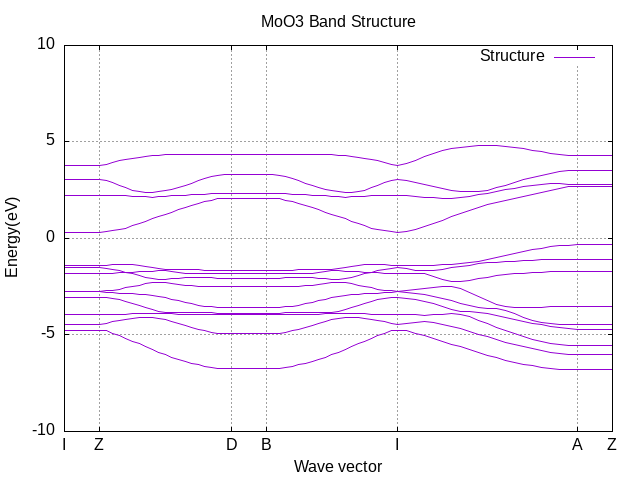 MoO3 Band Structure
Structure
Energy(eV)
10
5
0
-5
-10
I Z D B I A Z
Wave vector